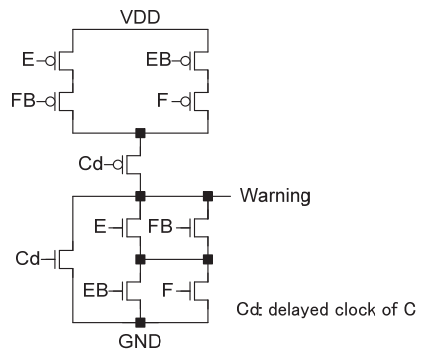 VDD
E EB
FB F
Cd
Warning
E FB
Cd
EB F
Cd: delayed clock of C
GND